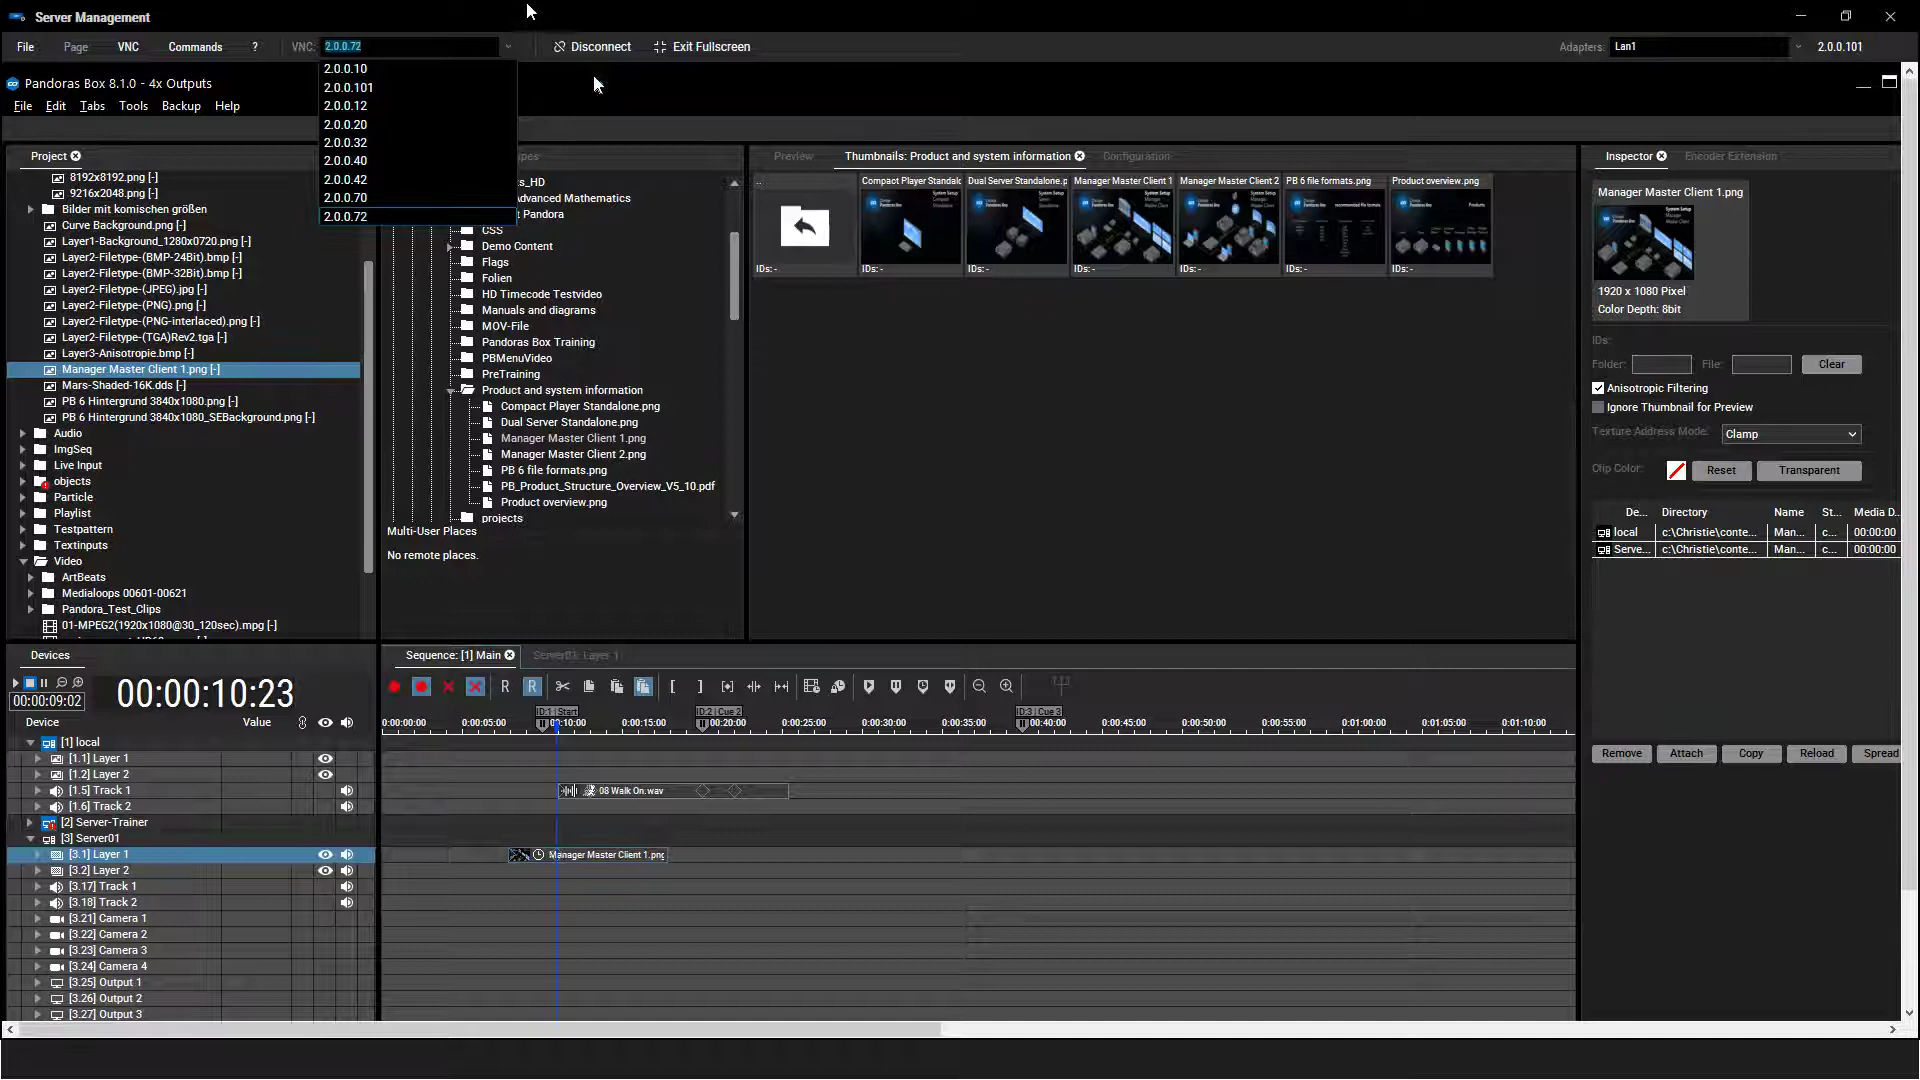 Server Management
File Page VNC Commands ? VNC: 2.0.0.72 Disconnect Exit Fullscreen Adapters: Lan1 2.0.0.101
2.0.0.10
2.0.0.101
2.0.0.12
2.0.0.20
2.0.0.32
2.0.0.40
2.0.0.42
2.0.0.70
2.0.0.72
Pandoras Box 8.1.0 - 4x Outputs
File Edit Tabs Tools Backup Help
Project
8192x8192.png [-]
9216x2048.png [-]
Bilder mit komischen größen
Curve Background.png [-]
Layer1-Background_1280x0720.png [-]
Layer2-Filetype-(BMP-24Bit).bmp [-]
Layer2-Filetype-(BMP-32Bit).bmp [-]
Layer2-Filetype-(JPEG).jpg [-]
Layer2-Filetype-(PNG).png [-]
Layer2-Filetype-(PNG-interlaced).png [-]
Layer2-Filetype-(TGA)Rev2.tga [-]
Layer3-Anisotropie.bmp [-]
Manager Master Client 1.png [-]
Mars-Shaded-16K.dds [-]
PB 6 Hintergrund 3840x1080.png [-]
PB 6 Hintergrund 3840x1080_SEBackground.png [-]
Audio
ImgSeq
Live Input
objects
Particle
Playlist
Testpattern
Textinputs
Video
ArtBeats
Medialoops 00601-00621
Pandora_Test_Clips
01-MPEG2(1920x1080@30_120sec).mpg [-]
ypes
s_HD
dvanced Mathematics
t Pandora
CSS
Demo Content
Flags
Folien
HD Timecode Testvideo
Manuals and diagrams
MOV-File
Pandoras Box Training
PBMenuVideo
PreTraining
Product and system information
Compact Player Standalone.png
Dual Server Standalone.png
Manager Master Client 1.png
Manager Master Client 2.png
PB 6 file formats.png
PB_Product_Structure_Overview_V5_10.pdf
Product overview.png
projects
Multi-User Places
No remote places.
Preview Thumbnails: Product and system information Configuration
.. Compact Player Standalc Dual Server Standalone.p Manager Master Client 1 Manager Master Client 2 PB 6 file formats.png Product overview.png
IDs: - IDs: - IDs: - IDs: - IDs: - IDs: - IDs: -
Inspector Encoder Extension
Manager Master Client 1.png
1920 x 1080 Pixel
Color Depth: 8bit
IDs:
Folder: File: Clear
Anisotropic Filtering
Ignore Thumbnail for Preview
Texture Address Mode: Clamp
Clip Color: Reset Transparent
De... Directory Name St... Media D
local c:\Christie\conte... Man... c... 00:00:00
Serve... c:\Christie\conte... Man... c... 00:00:00
Remove Attach Copy Reload Spread
Devices
00:00:09:02 00:00:10:23
Device Value
[1] local
[1.1] Layer 1
[1.2] Layer 2
[1.5] Track 1
[1.6] Track 2
[2] Server-Trainer
[3] Server01
[3.1] Layer 1
[3.2] Layer 2
[3.17] Track 1
[3.18] Track 2
[3.21] Camera 1
[3.22] Camera 2
[3.23] Camera 3
[3.24] Camera 4
[3.25] Output 1
[3.26] Output 2
[3.27] Output 3
Sequence: [1] Main Server01: Layer 1
R R
ID:1 | Start ID:2 | Cue 2 ID:3 | Cue 3
0:00:00:00 0:00:05:00 00:10:00 0:00:15:00 00:20:00 0:00:25:00 0:00:30:00 0:00:35:00 00:40:00 0:00:45:00 0:00:50:00 0:00:55:00 0:01:00:00 0:01:05:00 0:01:10:00
08 Walk On.wav
Manager Master Client 1.png